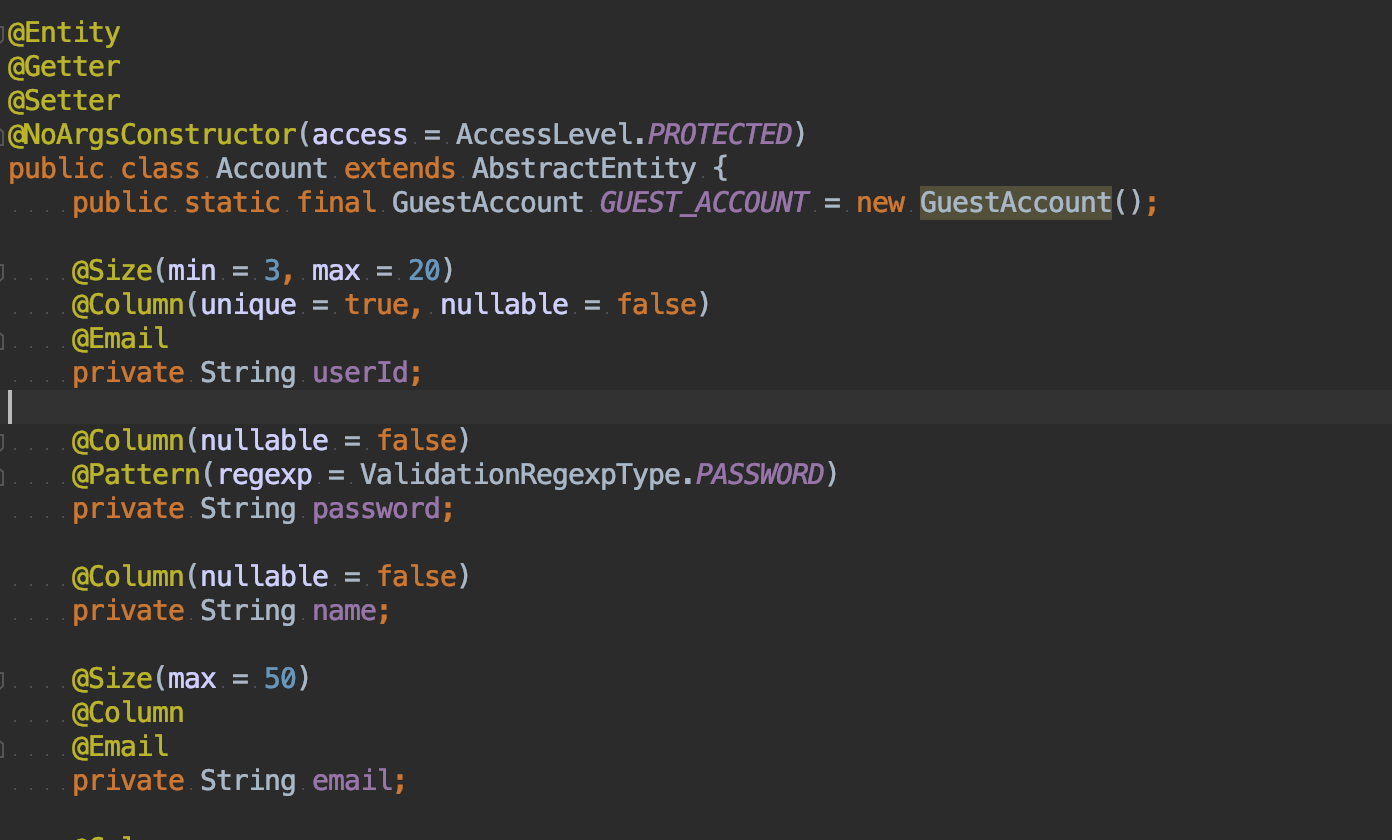 @Entity
@Getter
@Setter
@NoArgsConstructor(access = AccessLevel.PROTECTED)
public class Account extends AbstractEntity {
    public static final GuestAccount GUEST_ACCOUNT = new GuestAccount();
    @Size(min = 3, max = 20)
    @Column(unique = true, nullable = false)
    @Email
    private String userId;
    @Column(nullable = false)
    @Pattern(regexp = ValidationRegexpType.PASSWORD)
    private String password;
    @Column(nullable = false)
    private String name;
    @Size(max = 50)
    @Column
    @Email
    private String email;